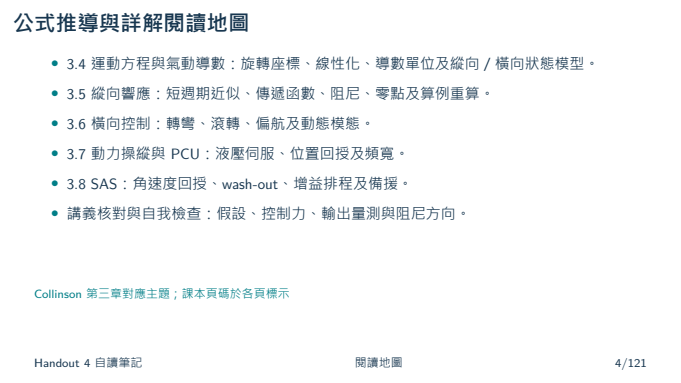 公式推導與詳解閱讀地圖
• 3.4 運動方程與氣動導數：旋轉座標、線性化、導數單位及縱向 / 橫向狀態模型。
• 3.5 縱向響應：短週期近似、傳遞函數、阻尼、零點及算例重算。
• 3.6 橫向控制：轉彎、滾轉、偏航及動態模態。
• 3.7 動力操縱與 PCU：液壓伺服、位置回授及頻寬。
• 3.8 SAS：角速度回授、wash-out、增益排程及備援。
• 講義核對與自我檢查：假設、控制力、輸出量測與阻尼方向。
Collinson 第三章對應主題；課本頁碼於各頁標示
Handout 4 自讀筆記 閱讀地圖 4/121